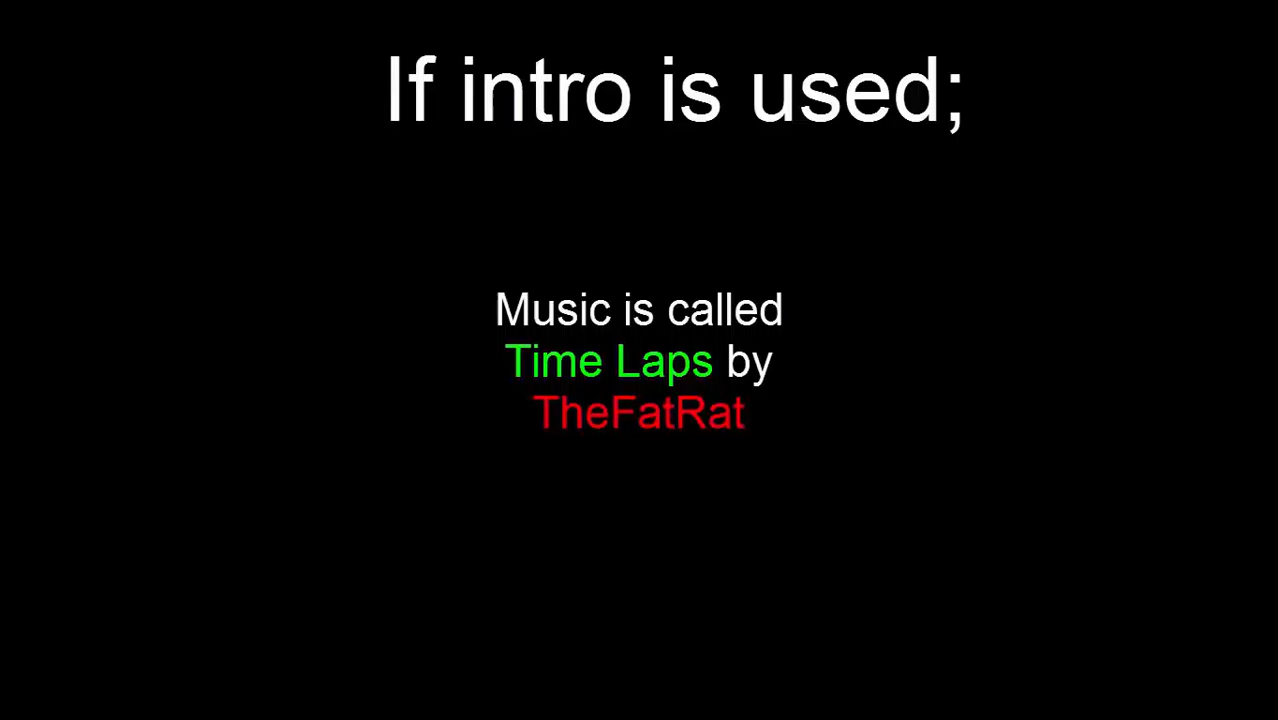 If intro is used;
Music is called
Time Laps by
TheFatRat